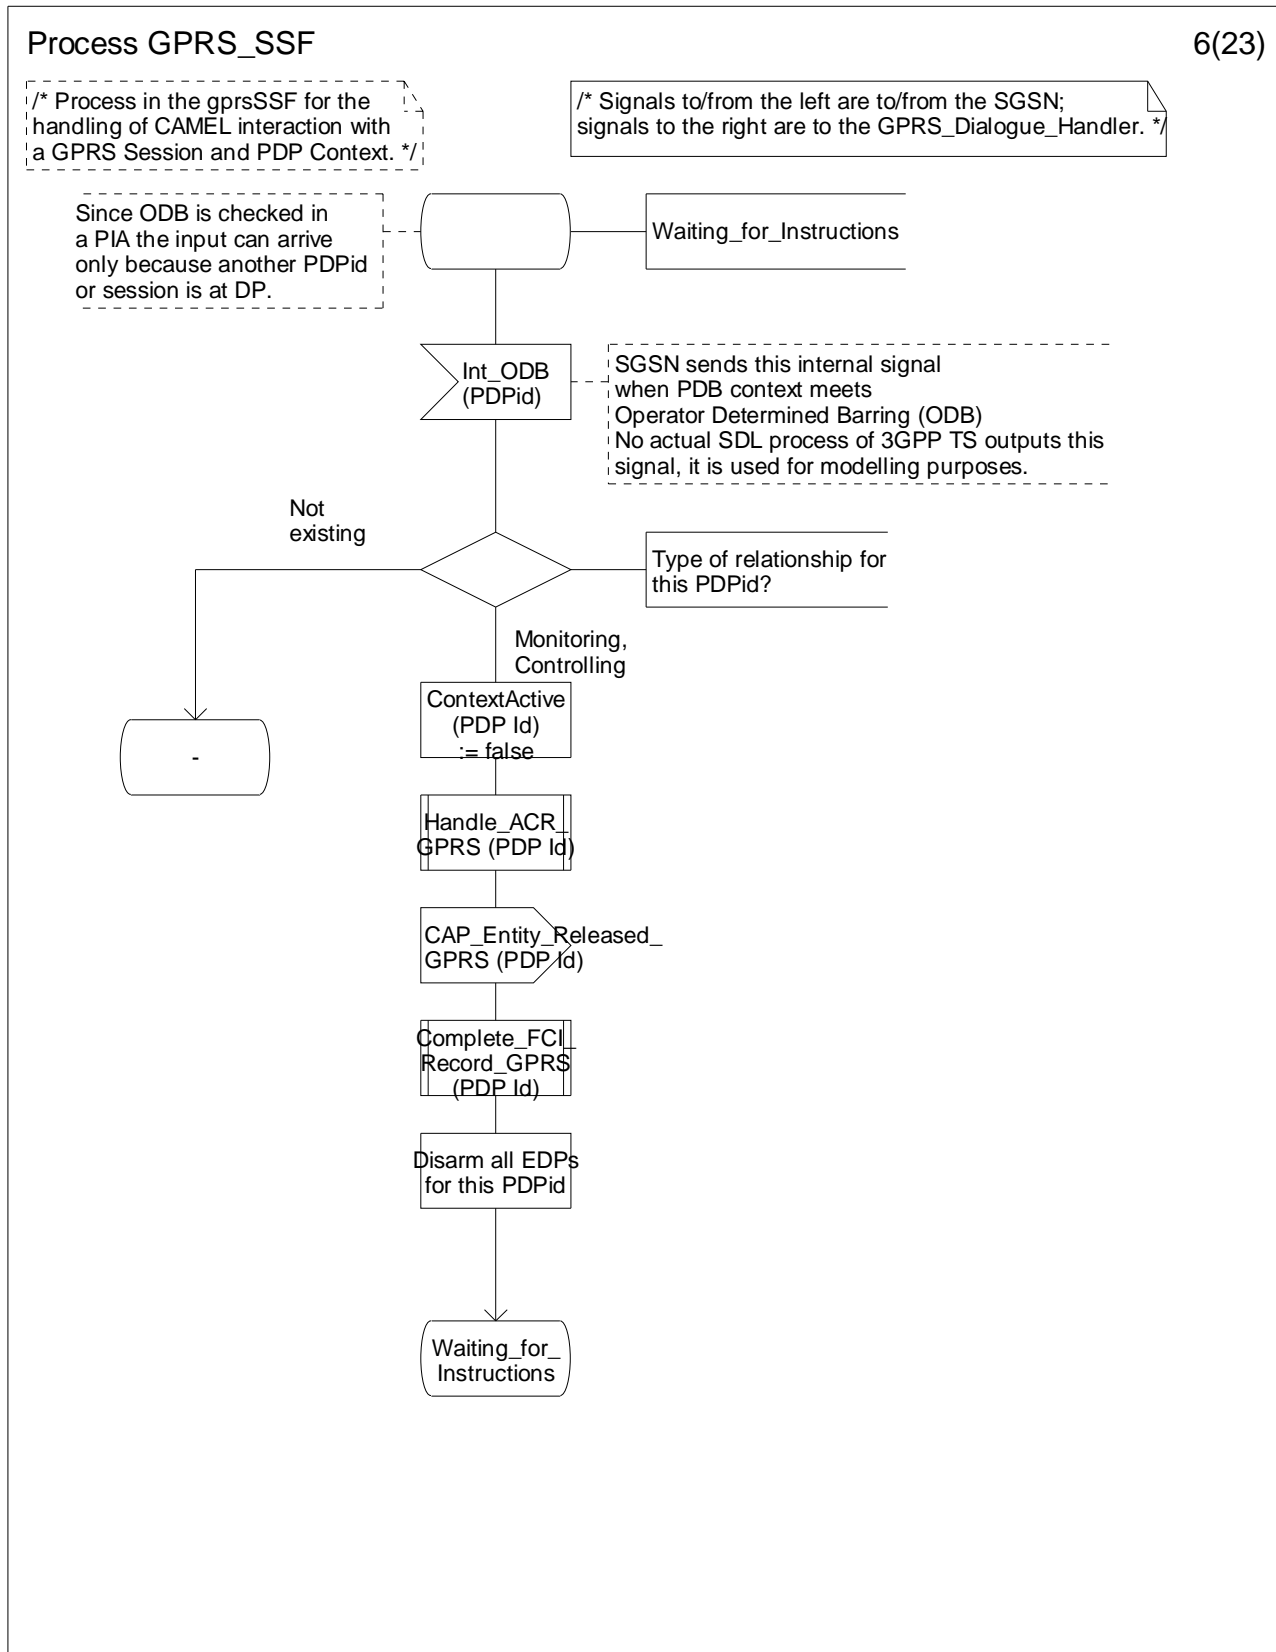 Process GPRS_SSF
6(23)
/* Process in the gprsSSF for the
handling of CAMEL interaction with
a GPRS Session and PDP Context. */
/* Signals to/from the left are to/from the SGSN;
signals to the right are to the GPRS_Dialogue_Handler. */
Since ODB is checked in
a PIA the input can arrive
only because another PDPid
or session is at DP.
Waiting_for_Instructions
Int_ODB
(PDPid)
SGSN sends this internal signal
when PDB context meets
Operator Determined Barring (ODB)
No actual SDL process of 3GPP TS outputs this
signal, it is used for modelling purposes.
Not
existing
Type of relationship for
this PDPid?
Monitoring,
Controlling
ContextActive
(PDP Id)
:= false
-
Handle_ACR_
GPRS (PDP Id)
CAP_Entity_Released_
GPRS (PDP Id)
Complete_FCI_
Record_GPRS
(PDP Id)
Disarm all EDPs
for this PDPid
Waiting_for_
Instructions